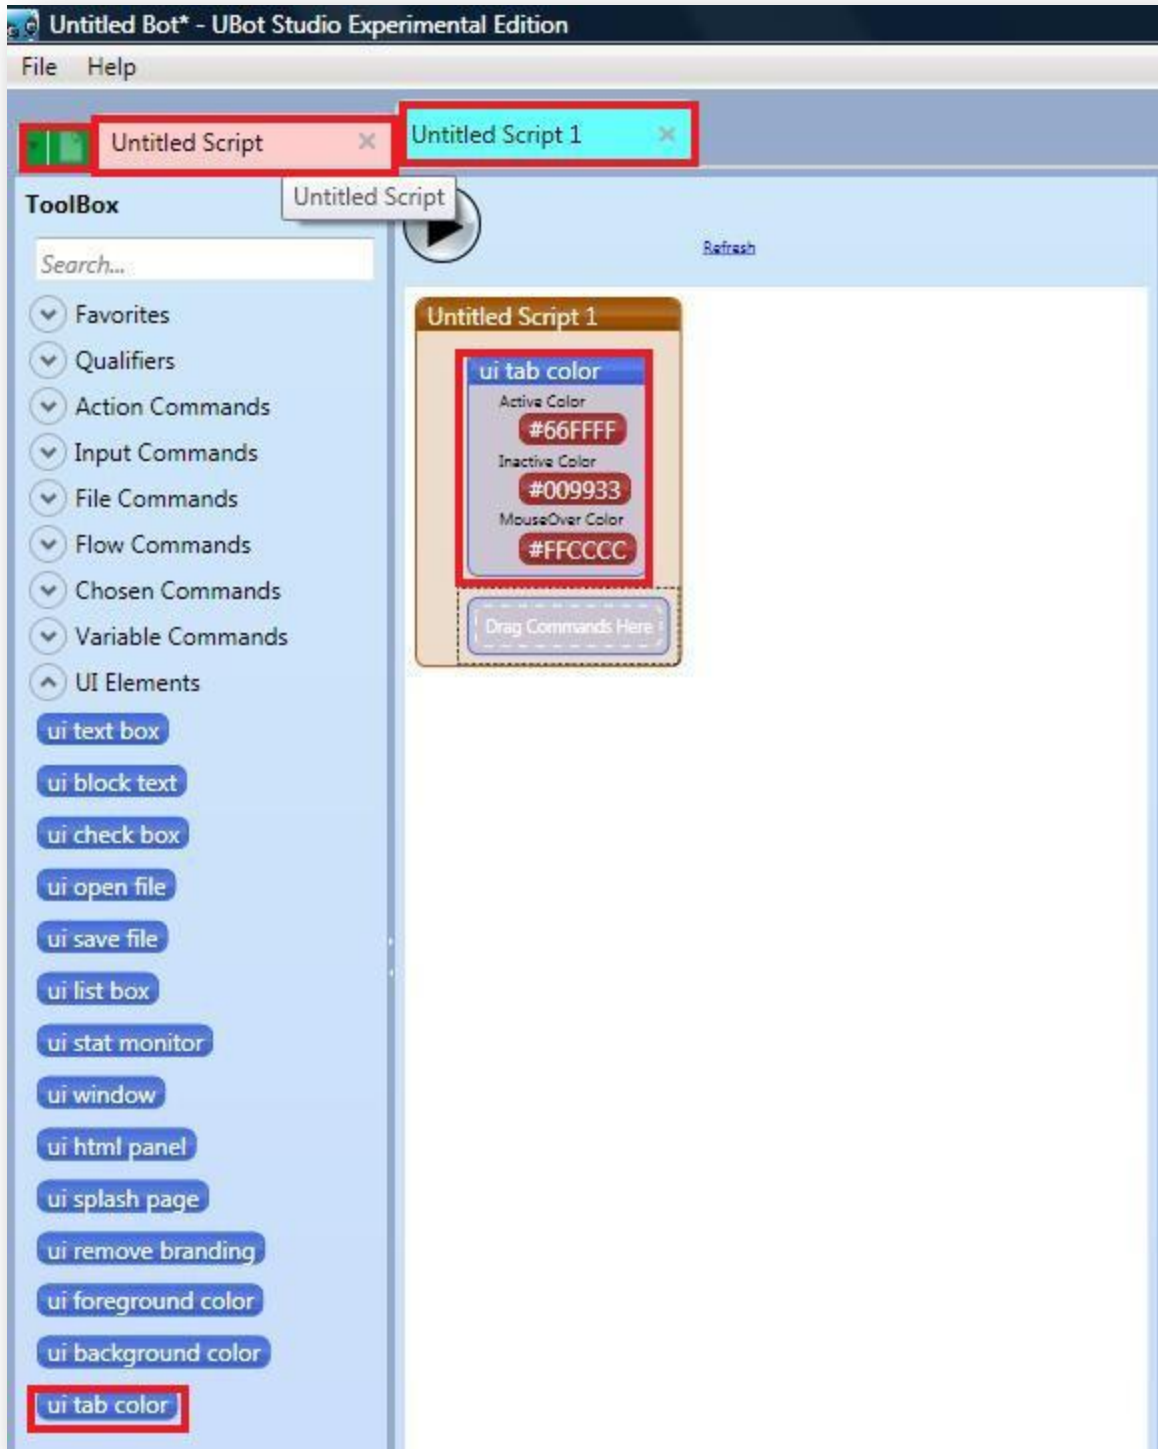 Untitled Bot* - UBot Studio Experimental Edition
File Help
Untitled Script
Untitled Script 1
Untitled Script
ToolBox
Search...
Favorites
Qualifiers
Action Commands
Input Commands
File Commands
Flow Commands
Chosen Commands
Variable Commands
UI Elements
ui text box
ui block text
ui check box
ui open file
ui save file
ui list box
ui stat monitor
ui window
ui html panel
ui splash page
ui remove branding
ui foreground color
ui background color
ui tab color
Refresh
Untitled Script 1
ui tab color
Active Color
#66FFFF
Inactive Color
#009933
MouseOver Color
#FFCCCC
Drag Commands Here